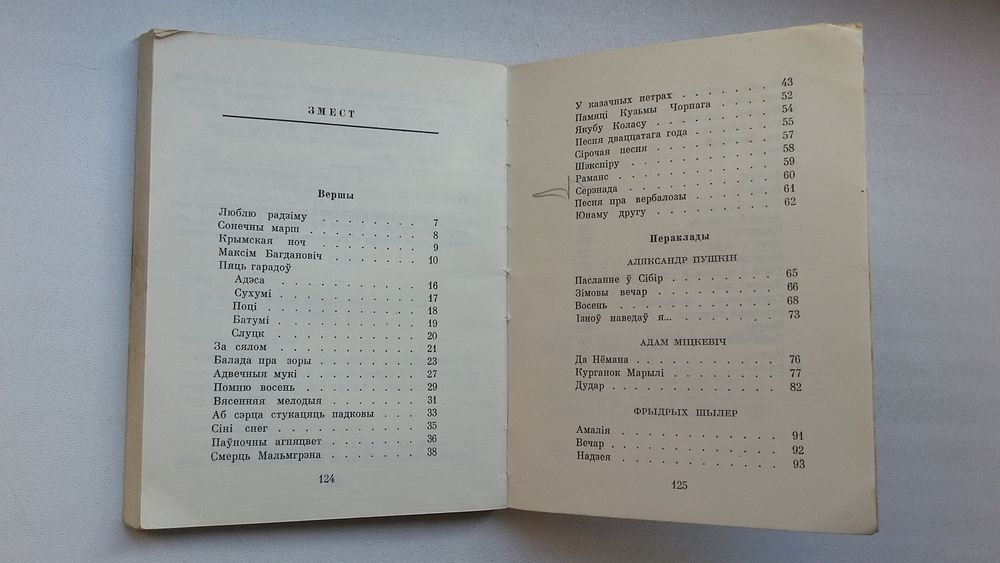 ЗМЕСТ
Вершы
Люблю радзіму . . . . . . . 7
Сонечны марш . . . . . . . 8
Крымская ноч . . . . . . . 9
Максім Багдановіч . . . . . . 10
Пяць гарадоў
Адэса . . . . . . . . . . 16
Сухумі . . . . . . . . . 17
Поці . . . . . . . . . . 18
Батумі . . . . . . . . . 19
Слуцк . . . . . . . . . . 20
За сялом . . . . . . . . . 21
Балада пра зоры . . . . . . . 23
Адвечныя мукі . . . . . . . 27
Помню восень . . . . . . . 29
Вясенняя мелодыя . . . . . . 31
Аб сэрца стукацяць падковы . . . 33
Сіні снег . . . . . . . . . 35
Паўночны агняцвет . . . . . . 36
Смерць Мальмгрэна . . . . . . 38
124
У казачных нетрах . . . . . . 43
Памяці Кузьмы Чорнага . . . . 52
Якубу Коласу . . . . . . . 54
Песня дваццатага года . . . . . 55
Сірочая песня . . . . . . . 57
Шэкспіру . . . . . . . . . 58
Раманс . . . . . . . . . . 59
Серэнада . . . . . . . . . 60
Песня пра вербалозы . . . . . 61
Юнаму другу . . . . . . . . 62
Пераклады
АЛЯКСАНДР ПУШКІН
Пасланне ў Сібір . . . . . . . 65
Зімовы вечар . . . . . . . . 66
Восень . . . . . . . . . . 68
Ізноў наведаў я... . . . . . . . 73
АДАМ МІЦКЕВІЧ
Да Нёмана . . . . . . . . . 76
Курганок Марылі . . . . . . . 77
Дудар . . . . . . . . . . 82
ФРЫДРЫХ ШЫЛЕР
Амалія . . . . . . . . . . 91
Вечар . . . . . . . . . . 92
Надзея . . . . . . . . . . 93
125